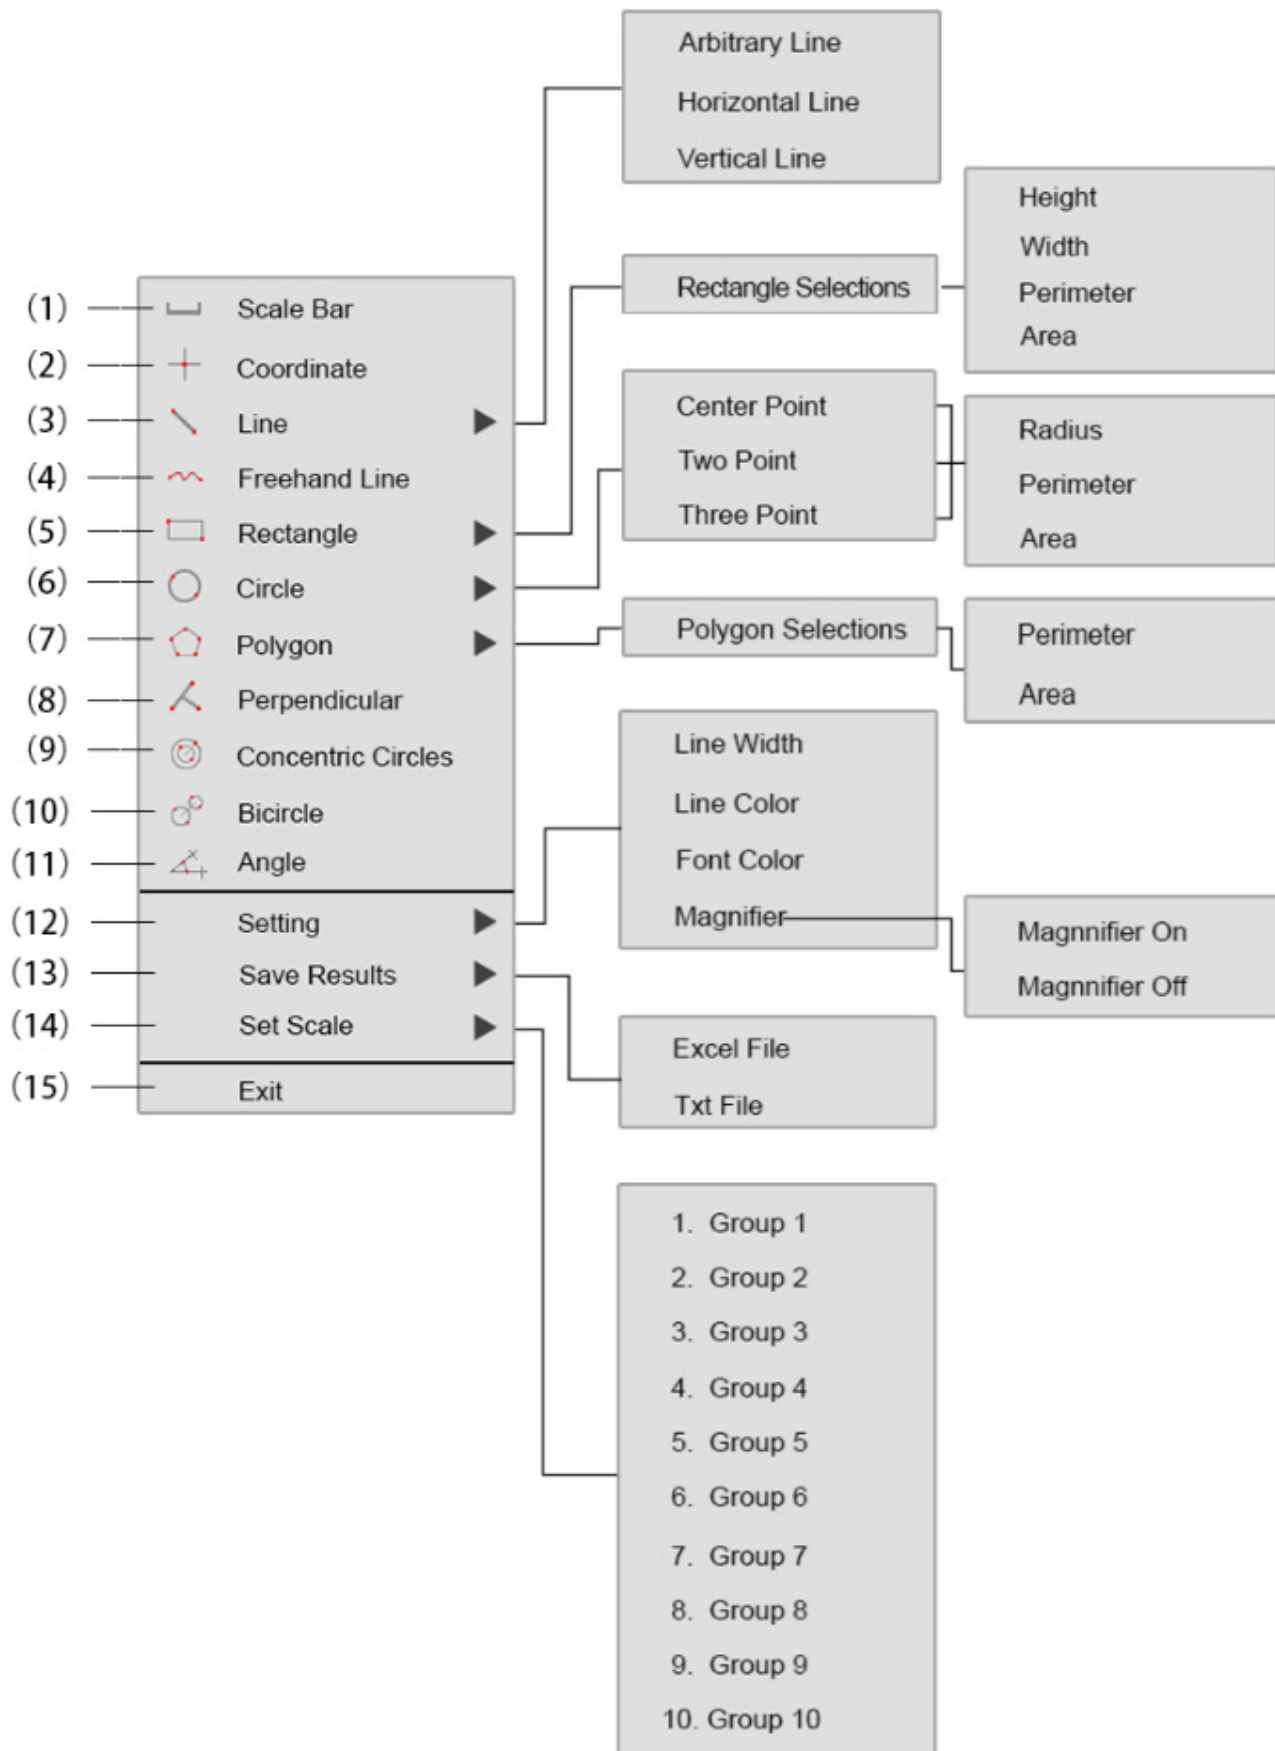 (1) Scale Bar
(2) Coordinate
(3) Line
(4) Freehand Line
(5) Rectangle
(6) Circle
(7) Polygon
(8) Perpendicular
(9) Concentric Circles
(10) Bicircle
(11) Angle
(12) Setting
(13) Save Results
(14) Set Scale
(15) Exit
Arbitrary Line
Horizontal Line
Vertical Line
Rectangle Selections
Height
Width
Perimeter
Area
Center Point
Two Point
Three Point
Radius
Perimeter
Area
Polygon Selections
Perimeter
Area
Line Width
Line Color
Font Color
Magnifier
Magnnifier On
Magnnifier Off
Excel File
Txt File
1. Group 1
2. Group 2
3. Group 3
4. Group 4
5. Group 5
6. Group 6
7. Group 7
8. Group 8
9. Group 9
10. Group 10